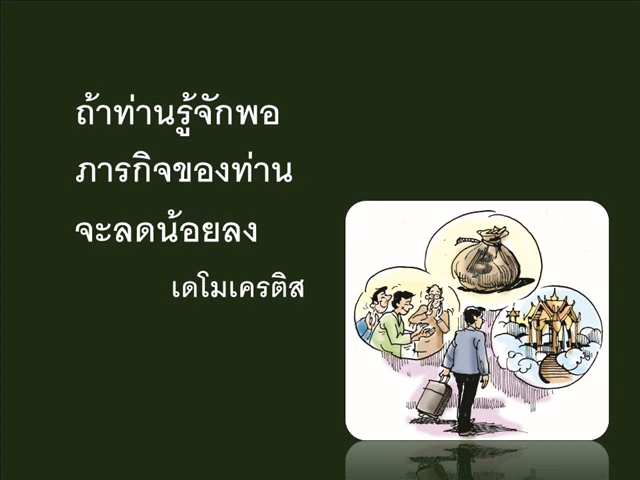 ถ้าท่านรู้จักพอ
ภารกิจของท่าน
จะลดน้อยลง
เดโมเครติส
฿